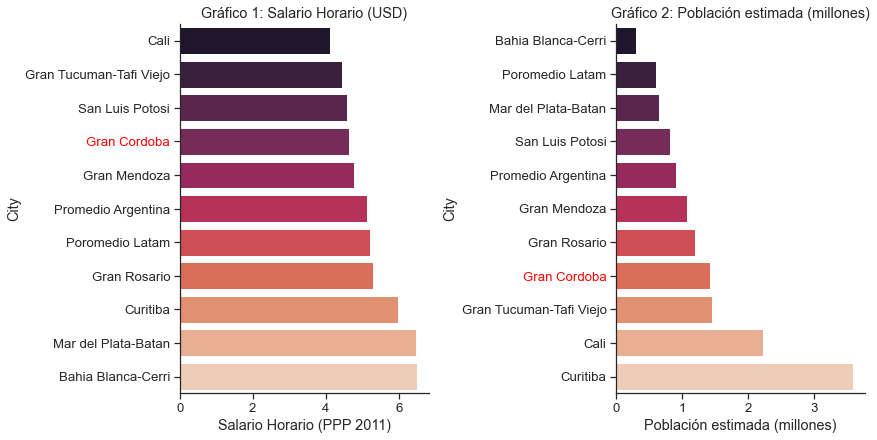 Gráfico 1: Salario Horario (USD)
Cali
Gran Tucuman-Tafi Viejo
San Luis Potosi
Gran Cordoba
Gran Mendoza
Promedio Argentina
Poromedio Latam
Gran Rosario
Curitiba
Mar del Plata-Batan
Bahia Blanca-Cerri
City
0 2 4 6
Salario Horario (PPP 2011)
Gráfico 2: Población estimada (millones)
Bahia Blanca-Cerri
Poromedio Latam
Mar del Plata-Batan
San Luis Potosi
Promedio Argentina
Gran Mendoza
Gran Rosario
Gran Cordoba
Gran Tucuman-Tafi Viejo
Cali
Curitiba
City
0 1 2 3
Población estimada (millones)